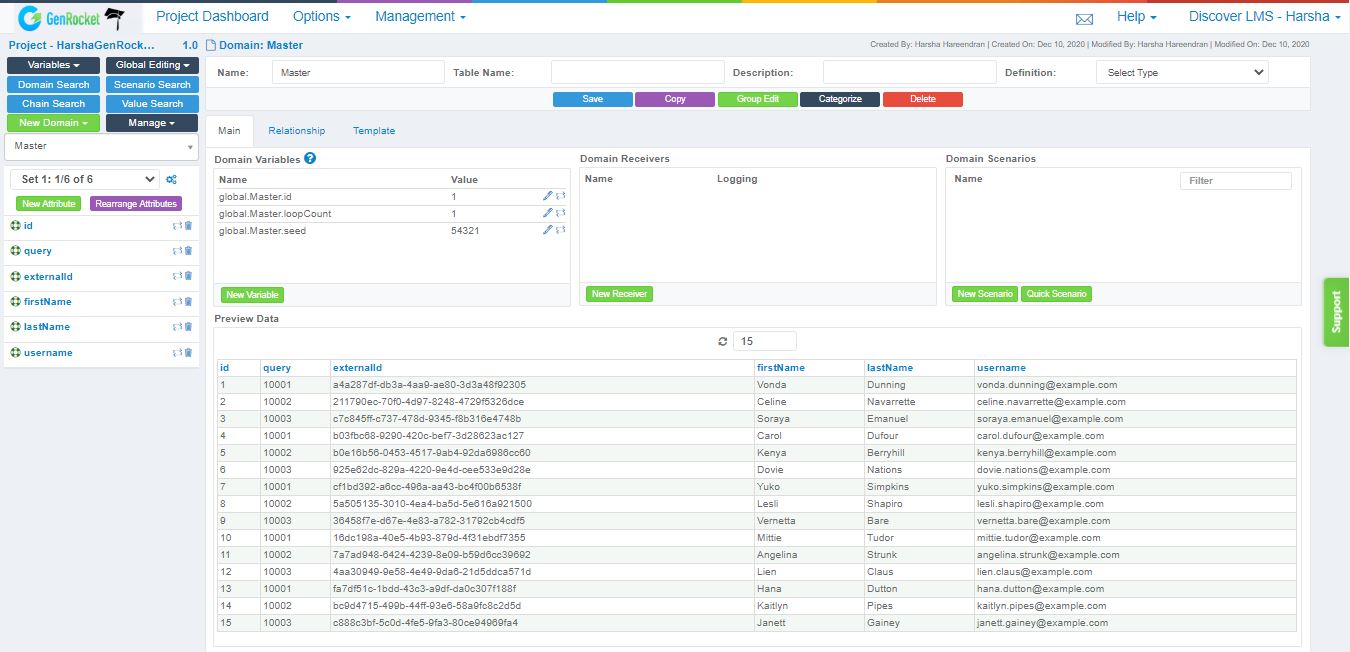 GenRocket Project Dashboard Options Management Help Discover LMS - Harsha
Project - HarshaGenRock... 1.0 Domain: Master Created By: Harsha Hareendran | Created On: Dec 10, 2020 | Modified By: Harsha Hareendran | Modified On: Dec 10, 2020
Variables Global Editing
Domain Search Scenario Search
Chain Search Value Search
New Domain Manage
Master
Set 1: 1/6 of 6
New Attribute Rearrange Attributes
id
query
externalId
firstName
lastName
username
Name: Master Table Name: Description: Definition: Select Type
Save Copy Group Edit Categorize Delete
Main Relationship Template
Domain Variables ?
Name Value
global.Master.id 1
global.Master.loopCount 1
global.Master.seed 54321
New Variable
Domain Receivers
Name Logging
New Receiver
Domain Scenarios
Name Filter
New Scenario Quick Scenario
Support
Preview Data
15
id query externalId firstName lastName username
1 10001 a4a287df-db3a-4aa9-ae80-3d3a48f92305 Vonda Dunning vonda.dunning@example.com
2 10002 211790ec-70f0-4d97-8248-4729f5326dce Celine Navarrette celine.navarrette@example.com
3 10003 c7c845ff-c737-478d-9345-f8b316e4748b Soraya Emanuel soraya.emanuel@example.com
4 10001 b03fbc68-9290-420c-bef7-3d28623ac127 Carol Dufour carol.dufour@example.com
5 10002 b0e16b56-0453-4517-9ab4-92da6986cc60 Kenya Berryhill kenya.berryhill@example.com
6 10003 925e62dc-829a-4220-9e4d-cee533e9d28e Dovie Nations dovie.nations@example.com
7 10001 cf1bd392-a6cc-496a-aa43-bc4f00b6538f Yuko Simpkins yuko.simpkins@example.com
8 10002 5a505135-3010-4ea4-ba5d-5e616a921500 Lesli Shapiro lesli.shapiro@example.com
9 10003 36458f7e-d67e-4e83-a782-31792cb4cdf5 Vernetta Bare vernetta.bare@example.com
10 10001 16dc198a-40e5-4b93-879d-4f31ebdf7355 Mittie Tudor mittie.tudor@example.com
11 10002 7a7ad948-6424-4239-8e09-b59d6cc39692 Angelina Strunk angelina.strunk@example.com
12 10003 4aa30949-9e58-4e49-9da6-21d5ddca571d Lien Claus lien.claus@example.com
13 10001 fa7df51c-1bdd-43c3-a9df-da0c307f188f Hana Dutton hana.dutton@example.com
14 10002 bc9d4715-499b-44ff-93e6-58a9fc8c2d5d Kaitlyn Pipes kaitlyn.pipes@example.com
15 10003 c888c3bf-5c0d-4fe5-9fa3-80ce94969fa4 Janett Gainey janett.gainey@example.com